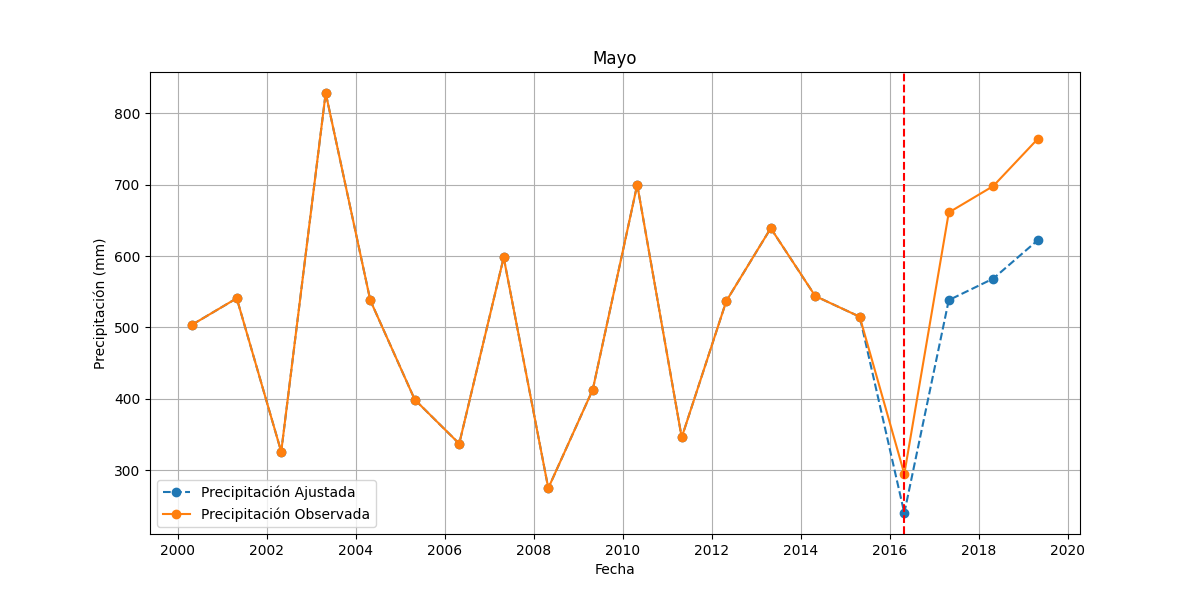 Mayo
Precipitación (mm)
800
700
600
500
400
300
Precipitación Ajustada
Precipitación Observada
2000 2002 2004 2006 2008 2010 2012 2014 2016 2018 2020
Fecha